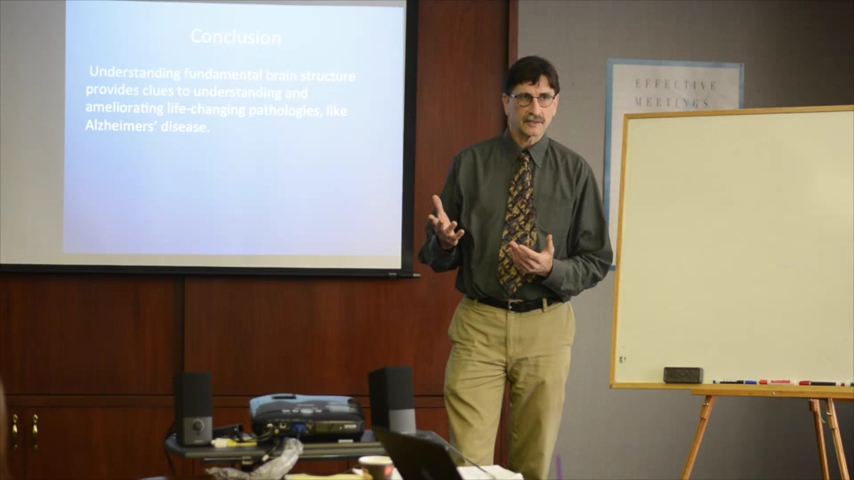 Conclusion
Understanding fundamental brain structure
provides clues to understanding and
ameliorating life-changing pathologies, like
Alzheimers' disease.
EFFECTIVE
MEETINGS